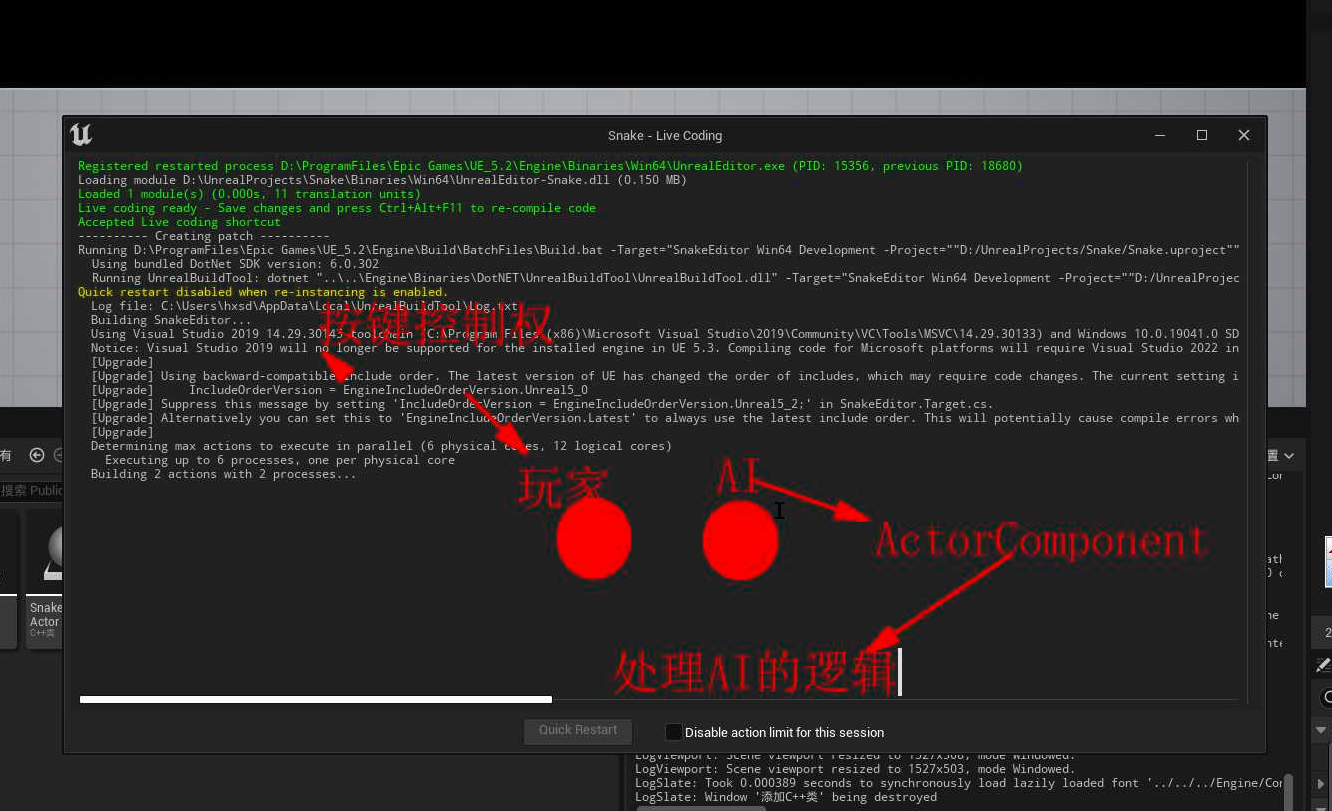 Snake - Live Coding
Registered restarted process D:\ProgramFiles\Epic Games\UE_5.2\Engine\Binaries\Win64\UnrealEditor.exe (PID: 15356, previous PID: 18680)
Loading module D:\UnrealProjects\Snake\Binaries\Win64\UnrealEditor-Snake.dll (0.150 MB)
Loaded 1 module(s) (0.000s, 11 translation units)
Live coding ready - Save changes and press Ctrl+Alt+F11 to re-compile code
Accepted Live coding shortcut
---------- Creating patch ----------
Running D:\ProgramFiles\Epic Games\UE_5.2\Engine\Build\BatchFiles\Build.bat -Target="SnakeEditor Win64 Development -Project=""D:/UnrealProjects/Snake/Snake.uproject""
Using bundled DotNet SDK version: 6.0.302
Running UnrealBuildTool: dotnet "..\..\Engine\Binaries\DotNET\UnrealBuildTool\UnrealBuildTool.dll" -Target="SnakeEditor Win64 Development -Project=""D:/UnrealProjec
Quick restart disabled when re-instancing is enabled.
Log file: C:\Users\hxsd\AppData\Local\UnrealBuildTool\Log.txt
Building SnakeEditor...
按键控制权
Using Visual Studio 2019 14.29.30145 toolchain (C:\Program Files (x86)\Microsoft Visual Studio\2019\Community\VC\Tools\MSVC\14.29.30133) and Windows 10.0.19041.0 SD
Notice: Visual Studio 2019 will no longer be supported for the installed engine in UE 5.3. Compiling code for Microsoft platforms will require Visual Studio 2022 in
[Upgrade]
[Upgrade] Using backward-compatible include order. The latest version of UE has changed the order of includes, which may require code changes. The current setting i
[Upgrade] IncludeOrderVersion = EngineIncludeOrderVersion.Unreal5_0
[Upgrade] Suppress this message by setting 'IncludeOrderVersion = EngineIncludeOrderVersion.Unreal5_2;' in SnakeEditor.Target.cs.
[Upgrade] Alternatively you can set this to 'EngineIncludeOrderVersion.Latest' to always use the latest include order. This will potentially cause compile errors wh
[Upgrade]
Determining max actions to execute in parallel (6 physical cores, 12 logical cores)
Executing up to 6 processes, one per physical core
Building 2 actions with 2 processes...
玩家
AI
ActorComponent
处理AI的逻辑
Quick Restart
Disable action limit for this session
有
搜索 Public
Snake
Actor
C++类
置
LogViewport: Scene viewport resized to 1527x508, mode Windowed.
LogViewport: Scene viewport resized to 1527x503, mode Windowed.
LogSlate: Took 0.000389 seconds to synchronously load lazily loaded font '../../../Engine/Cor
LogSlate: Window '添加C++类' being destroyed